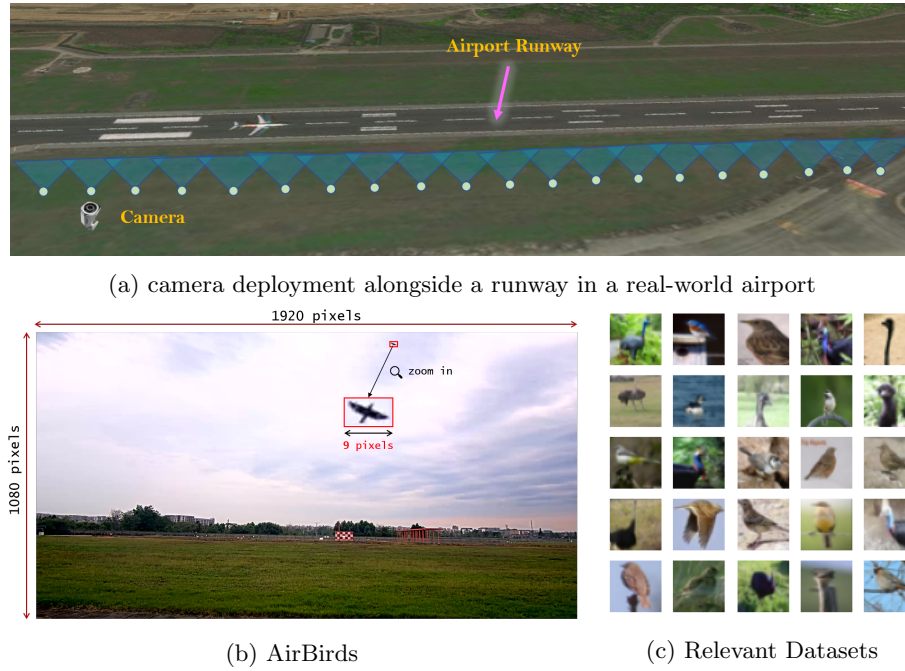 Airport Runway
Camera
(a) camera deployment alongside a runway in a real-world airport
1920 pixels
1080 pixels
zoom in
9 pixels
(b) AirBirds
(c) Relevant Datasets